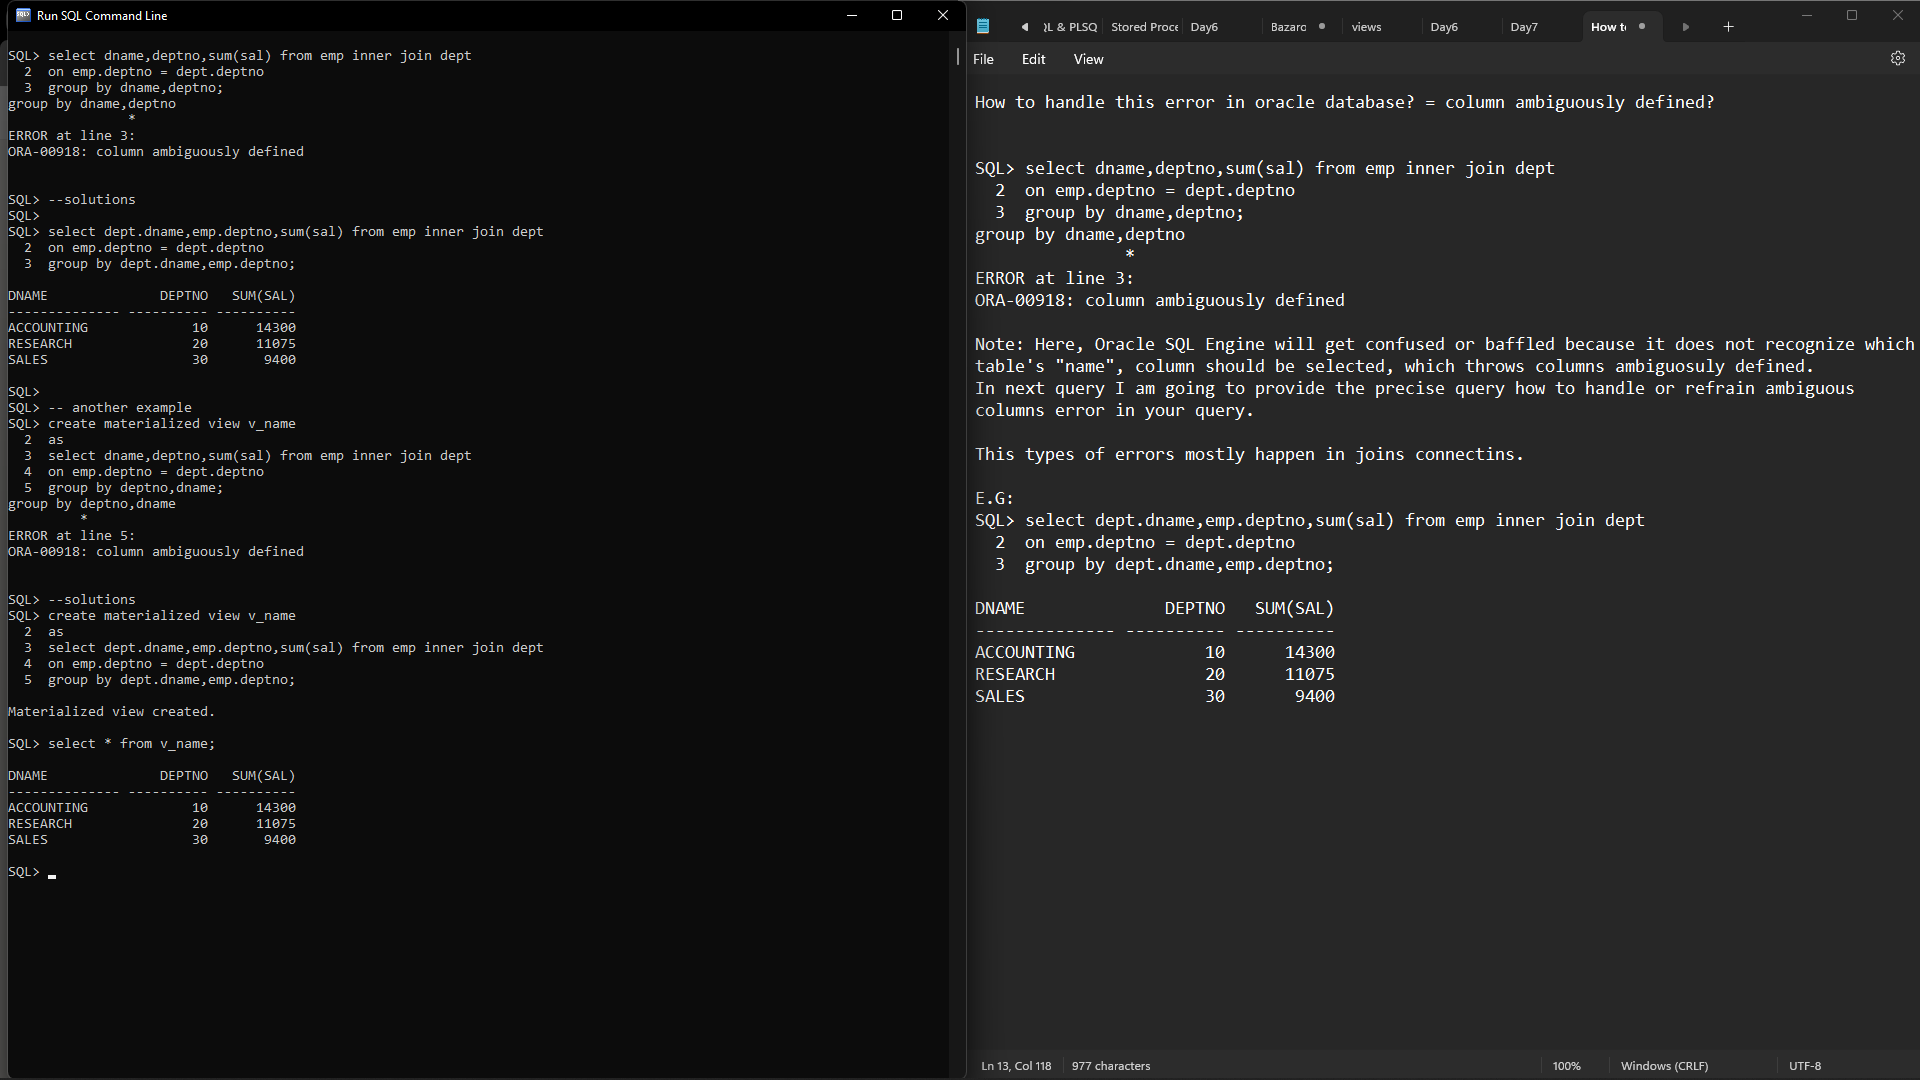 Run SQL Command Line
SQL> select dname,deptno,sum(sal) from emp inner join dept
  2  on emp.deptno = dept.deptno
  3  group by dname,deptno;
group by dname,deptno
               *
ERROR at line 3:
ORA-00918: column ambiguously defined
SQL> --solutions
SQL>
SQL> select dept.dname,emp.deptno,sum(sal) from emp inner join dept
  2  on emp.deptno = dept.deptno
  3  group by dept.dname,emp.deptno;
DNAME              DEPTNO   SUM(SAL)
-------------- ---------- ----------
ACCOUNTING             10      14300
RESEARCH               20      11075
SALES                  30       9400
SQL>
SQL> -- another example
SQL> create materialized view v_name
  2  as
  3  select dname,deptno,sum(sal) from emp inner join dept
  4  on emp.deptno = dept.deptno
  5  group by deptno,dname;
group by deptno,dname
         *
ERROR at line 5:
ORA-00918: column ambiguously defined
SQL> --solutions
SQL> create materialized view v_name
  2  as
  3  select dept.dname,emp.deptno,sum(sal) from emp inner join dept
  4  on emp.deptno = dept.deptno
  5  group by dept.dname,emp.deptno;
Materialized view created.
SQL> select * from v_name;
DNAME              DEPTNO   SUM(SAL)
-------------- ---------- ----------
ACCOUNTING             10      14300
RESEARCH               20      11075
SALES                  30       9400
SQL>
L & PLSQ Stored Proce Day6 Bazaro views Day6 Day7 How t
File Edit View
How to handle this error in oracle database? = column ambiguously defined?
SQL> select dname,deptno,sum(sal) from emp inner join dept
  2  on emp.deptno = dept.deptno
  3  group by dname,deptno;
group by dname,deptno
               *
ERROR at line 3:
ORA-00918: column ambiguously defined
Note: Here, Oracle SQL Engine will get confused or baffled because it does not recognize which
table's "name", column should be selected, which throws columns ambiguosuly defined.
In next query I am going to provide the precise query how to handle or refrain ambiguous
columns error in your query.
This types of errors mostly happen in joins connectins.
E.G:
SQL> select dept.dname,emp.deptno,sum(sal) from emp inner join dept
  2  on emp.deptno = dept.deptno
  3  group by dept.dname,emp.deptno;
DNAME              DEPTNO   SUM(SAL)
-------------- ---------- ----------
ACCOUNTING             10      14300
RESEARCH               20      11075
SALES                  30       9400
Ln 13, Col 118 977 characters 100% Windows (CRLF) UTF-8